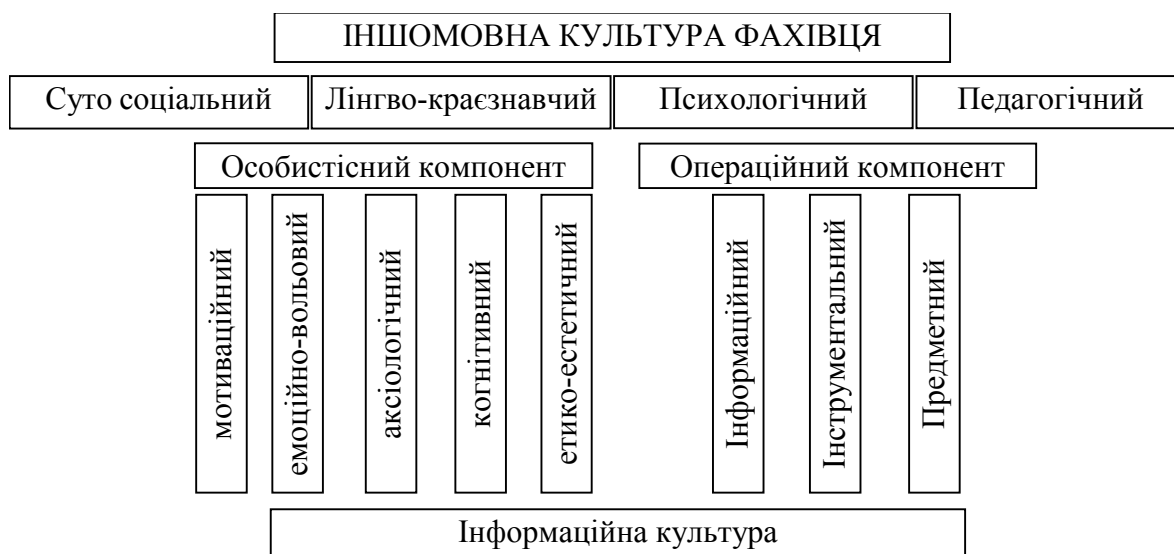 ІНШОМОВНА КУЛЬТУРА ФАХІВЦЯ
Суто соціальний
Лінгво-краєзнавчий
Психологічний
Педагогічний
Особистісний компонент
Операційний компонент
мотиваційний
емоційно-вольовий
аксіологічний
когнітивний
етико-естетичний
Інформаційний
Інструментальний
Предметний
Інформаційна культура